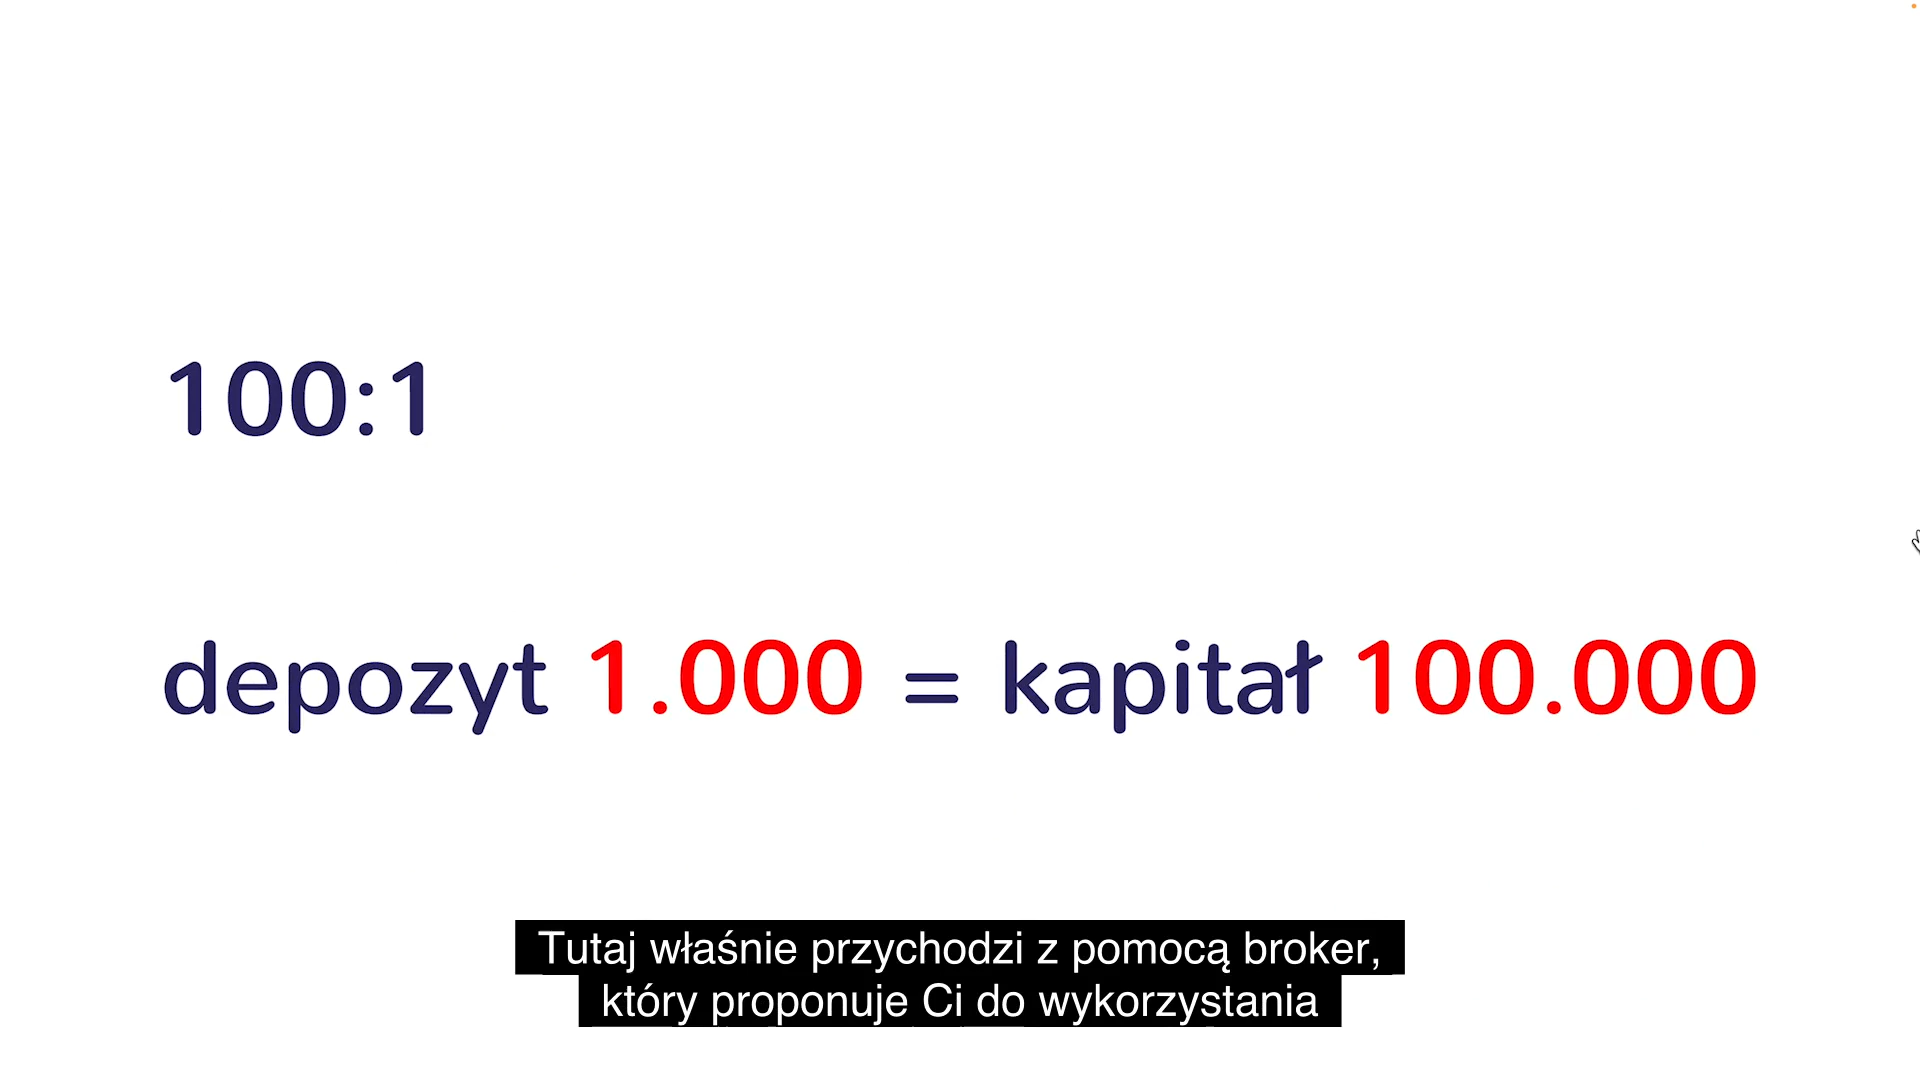 100:1
depozyt 1.000 = kapitał 100.000
Tutaj właśnie przychodzi z pomocą broker,
który proponuje Ci do wykorzystania